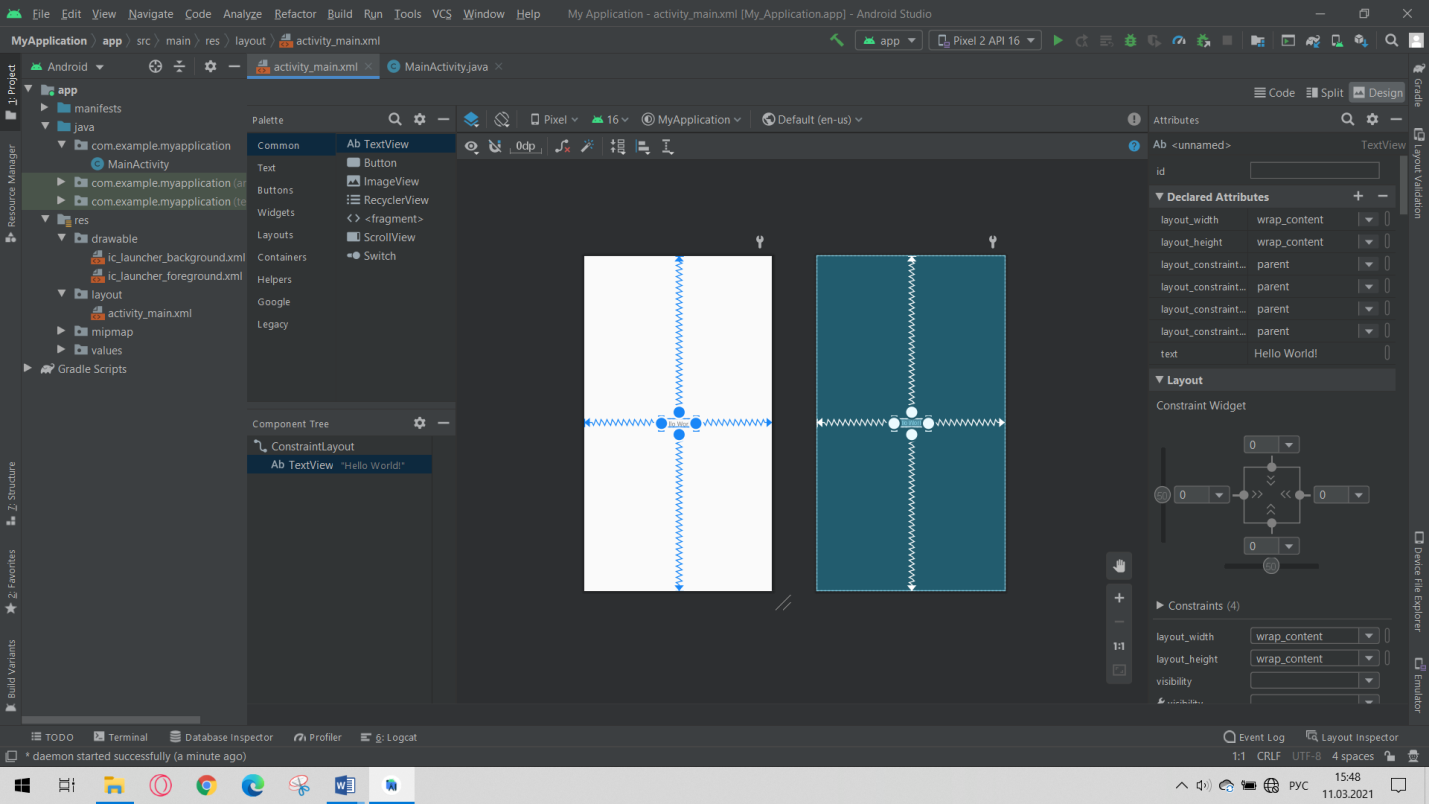 File Edit View Navigate Code Analyze Refactor Build Run Tools VCS Window Help My Application - activity_main.xml [My_Application.app] - Android Studio
MyApplication app src main res layout activity_main.xml app Pixel 2 API 16
1: Project
Resource Manager
Z: Structure
2: Favorites
Build Variants
Android
app
manifests
java
com.example.myapplication
MainActivity
com.example.myapplication (ar
com.example.myapplication (te
res
drawable
ic_launcher_background.xml
ic_launcher_foreground.xml
layout
activity_main.xml
mipmap
values
Gradle Scripts
activity_main.xml MainActivity.java
Code Split Design
Palette
Common
Text
Buttons
Widgets
Layouts
Containers
Helpers
Google
Legacy
Ab TextView
Button
ImageView
RecyclerView
<> <fragment>
ScrollView
Switch
Component Tree
ConstraintLayout
Ab TextView "Hello World!"
Pixel 16 MyApplication Default (en-us)
0dp
1:1
Attributes
Ab <unnamed> TextView
id
Declared Attributes
layout_width wrap_content
layout_height wrap_content
layout_constraint... parent
layout_constraint... parent
layout_constraint... parent
layout_constraint... parent
text Hello World!
Layout
Constraint Widget
0
50 0 0
0
50
Constraints (4)
layout_width wrap_content
layout_height wrap_content
visibility
visibility
Gradle
Layout Validation
Device File Explorer
Emulator
TODO Terminal Database Inspector Profiler 6: Logcat Event Log Layout Inspector
* daemon started successfully (a minute ago) 1:1 CRLF UTF-8 4 spaces
РУС
15:48
11.03.2021